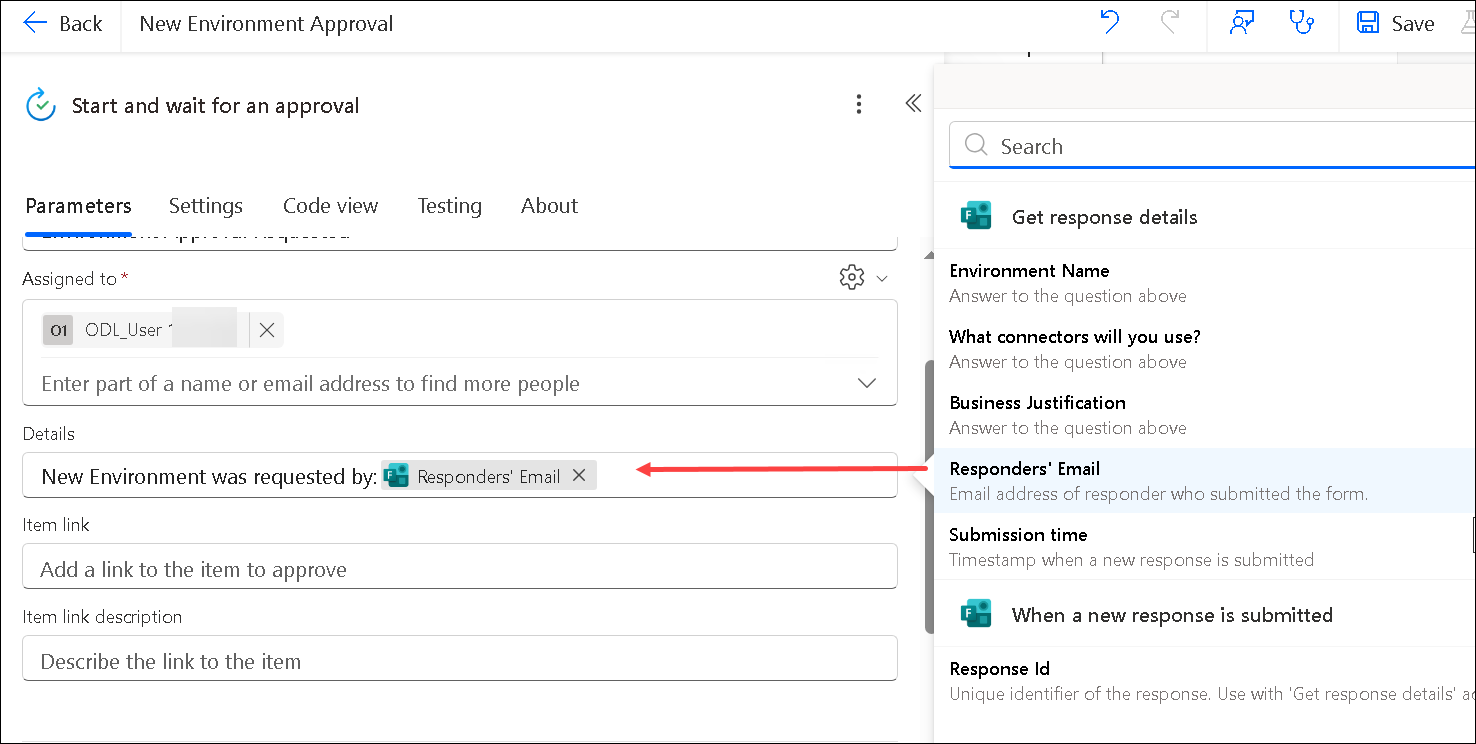 Back
New Environment Approval
Save
Start and wait for an approval
Parameters
Settings
Code view
Testing
About
Environment Approval Requested
Assigned to *
01
ODL_User
Enter part of a name or email address to find more people
Details
New Environment was requested by:
Responders' Email
Item link
Add a link to the item to approve
Item link description
Describe the link to the item
Search
Get response details
Environment Name
Answer to the question above
What connectors will you use?
Answer to the question above
Business Justification
Answer to the question above
Responders' Email
Email address of responder who submitted the form.
Submission time
Timestamp when a new response is submitted
When a new response is submitted
Response Id
Unique identifier of the response. Use with 'Get response details'